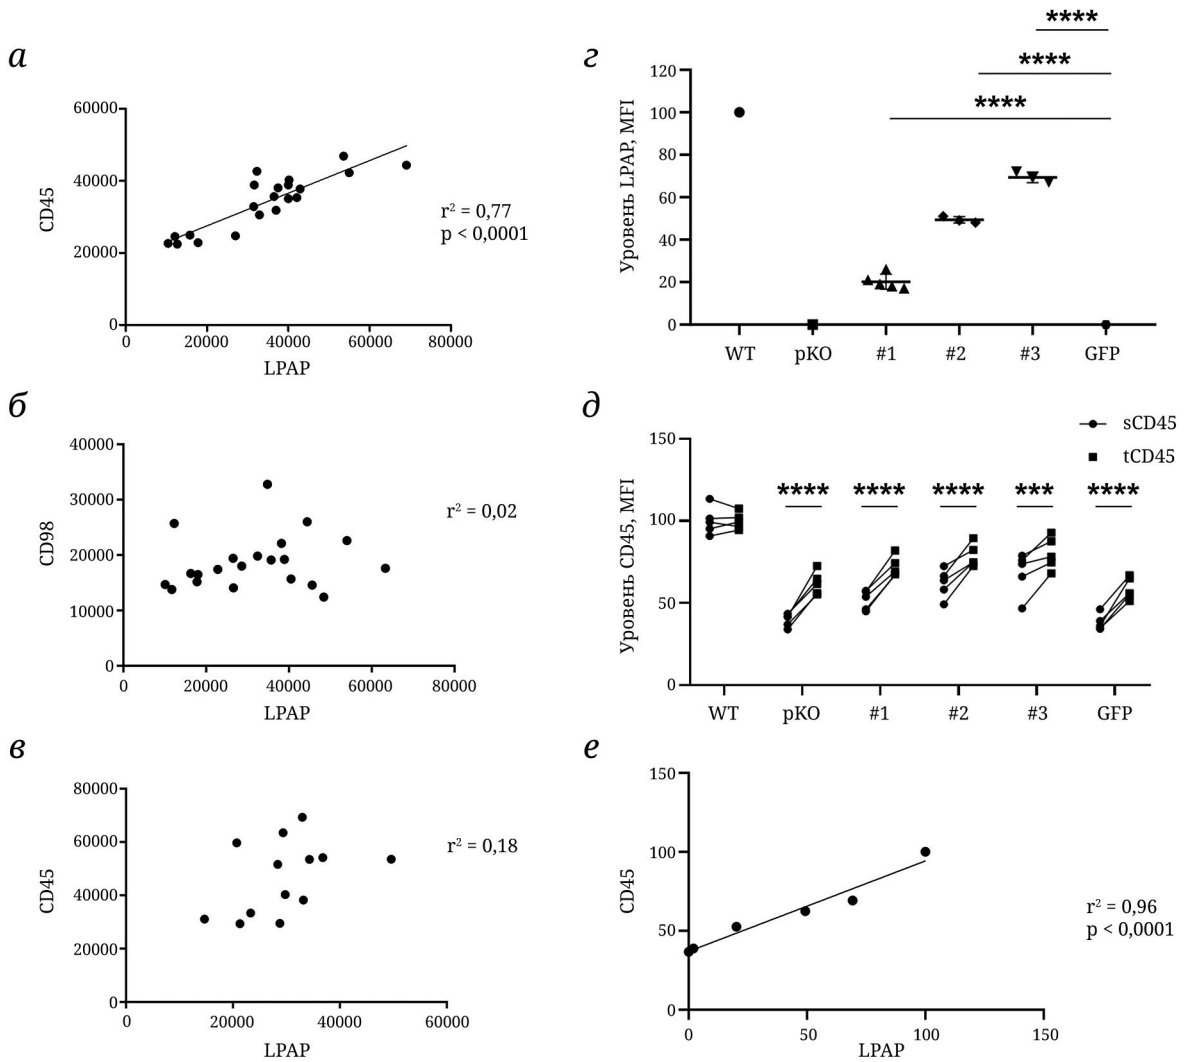 а
60000
40000
20000
0
CD45
0 20000 40000 60000 80000
LPAP
r² = 0,77
p < 0,0001
б
40000
30000
20000
10000
0
CD98
0 20000 40000 60000 80000
LPAP
r² = 0,02
в
80000
60000
40000
20000
0
CD45
0 20000 40000 60000
LPAP
r² = 0,18
г
****
****
****
120
100
80
60
40
20
0
Уровень LPAP, MFI
WT pKO #1 #2 #3 GFP
д
sCD45
tCD45
**** **** **** *** ****
150
100
50
0
Уровень CD45, MFI
WT pKO #1 #2 #3 GFP
е
150
100
50
0
CD45
0 50 100 150
LPAP
r² = 0,96
p < 0,0001